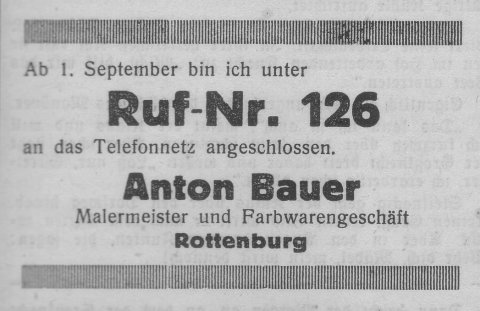 Ab 1. September bin ich unter
Ruf-Nr. 126
an das Telefonnetz angeschlossen.
Anton Bauer
Malermeister und Farbwarengeschäft
Rottenburg